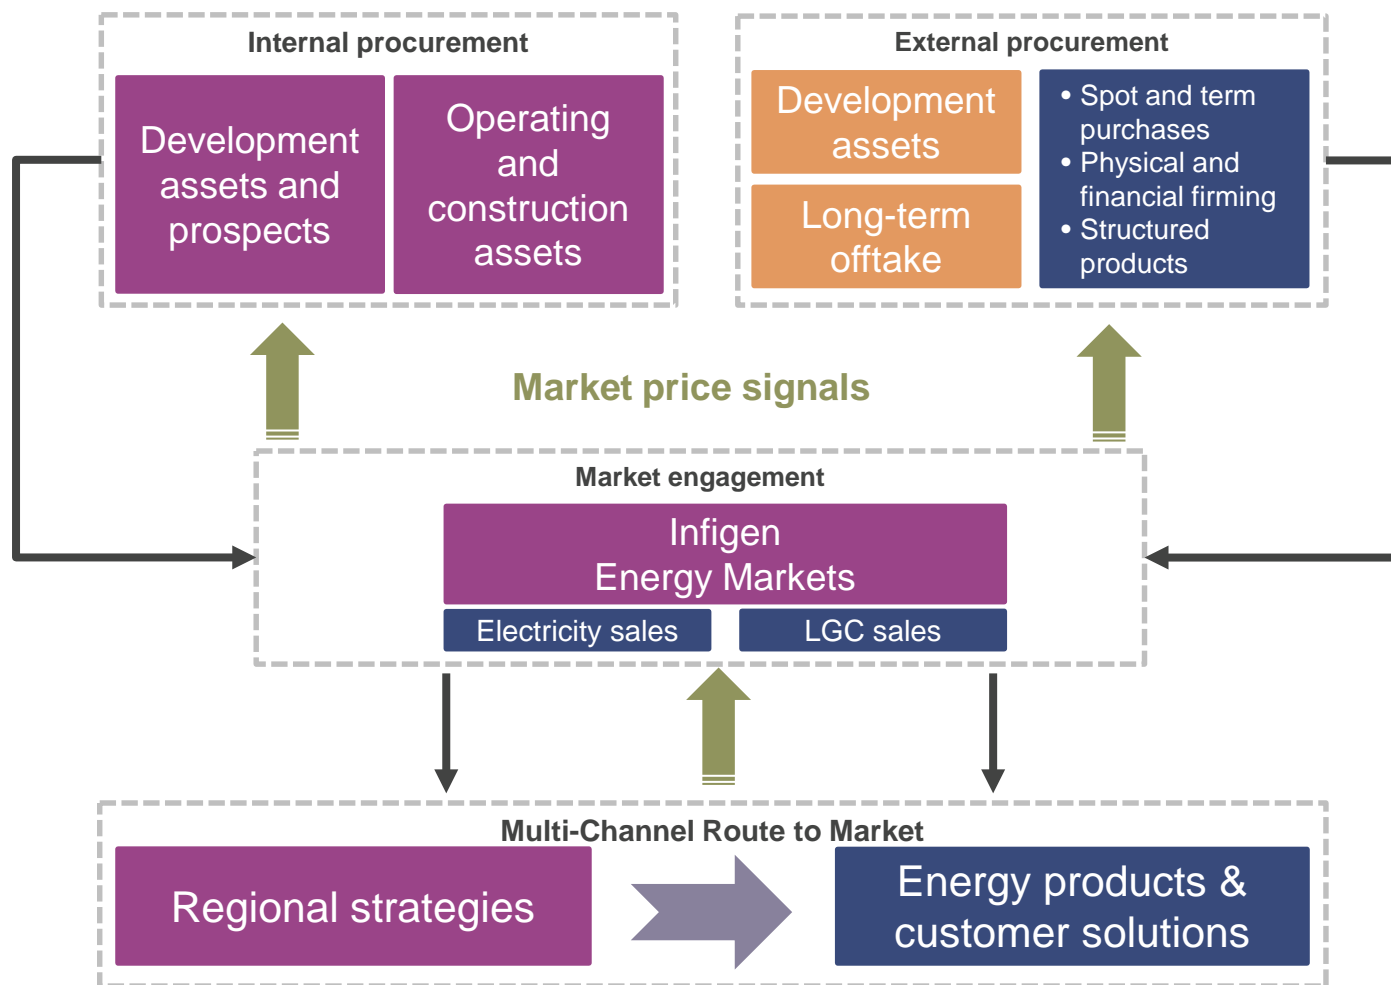 Internal procurement
Development
assets and
prospects
Operating
and
construction
assets
External procurement
Development
assets
Long-term
offtake
• Spot and term
purchases
• Physical and
financial firming
• Structured
products
Market price signals
Market engagement
Infigen
Energy Markets
Electricity sales
LGC sales
Multi-Channel Route to Market
Regional strategies
Energy products &
customer solutions